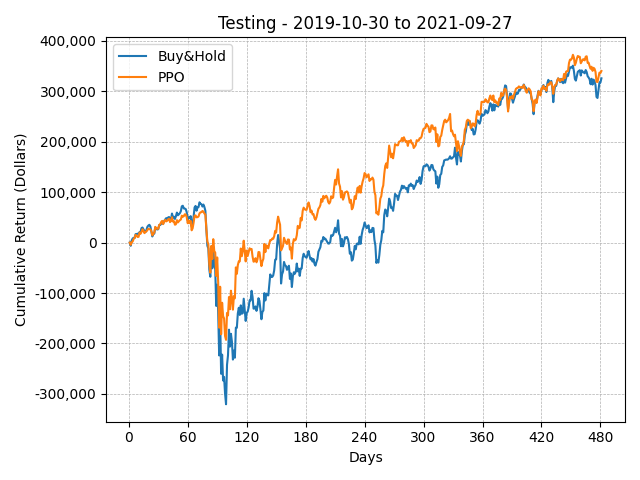 Testing - 2019-10-30 to 2021-09-27
Buy&Hold
PPO
Cumulative Return (Dollars)
400,000
300,000
200,000
100,000
0
-100,000
-200,000
-300,000
0 60 120 180 240 300 360 420 480
Days